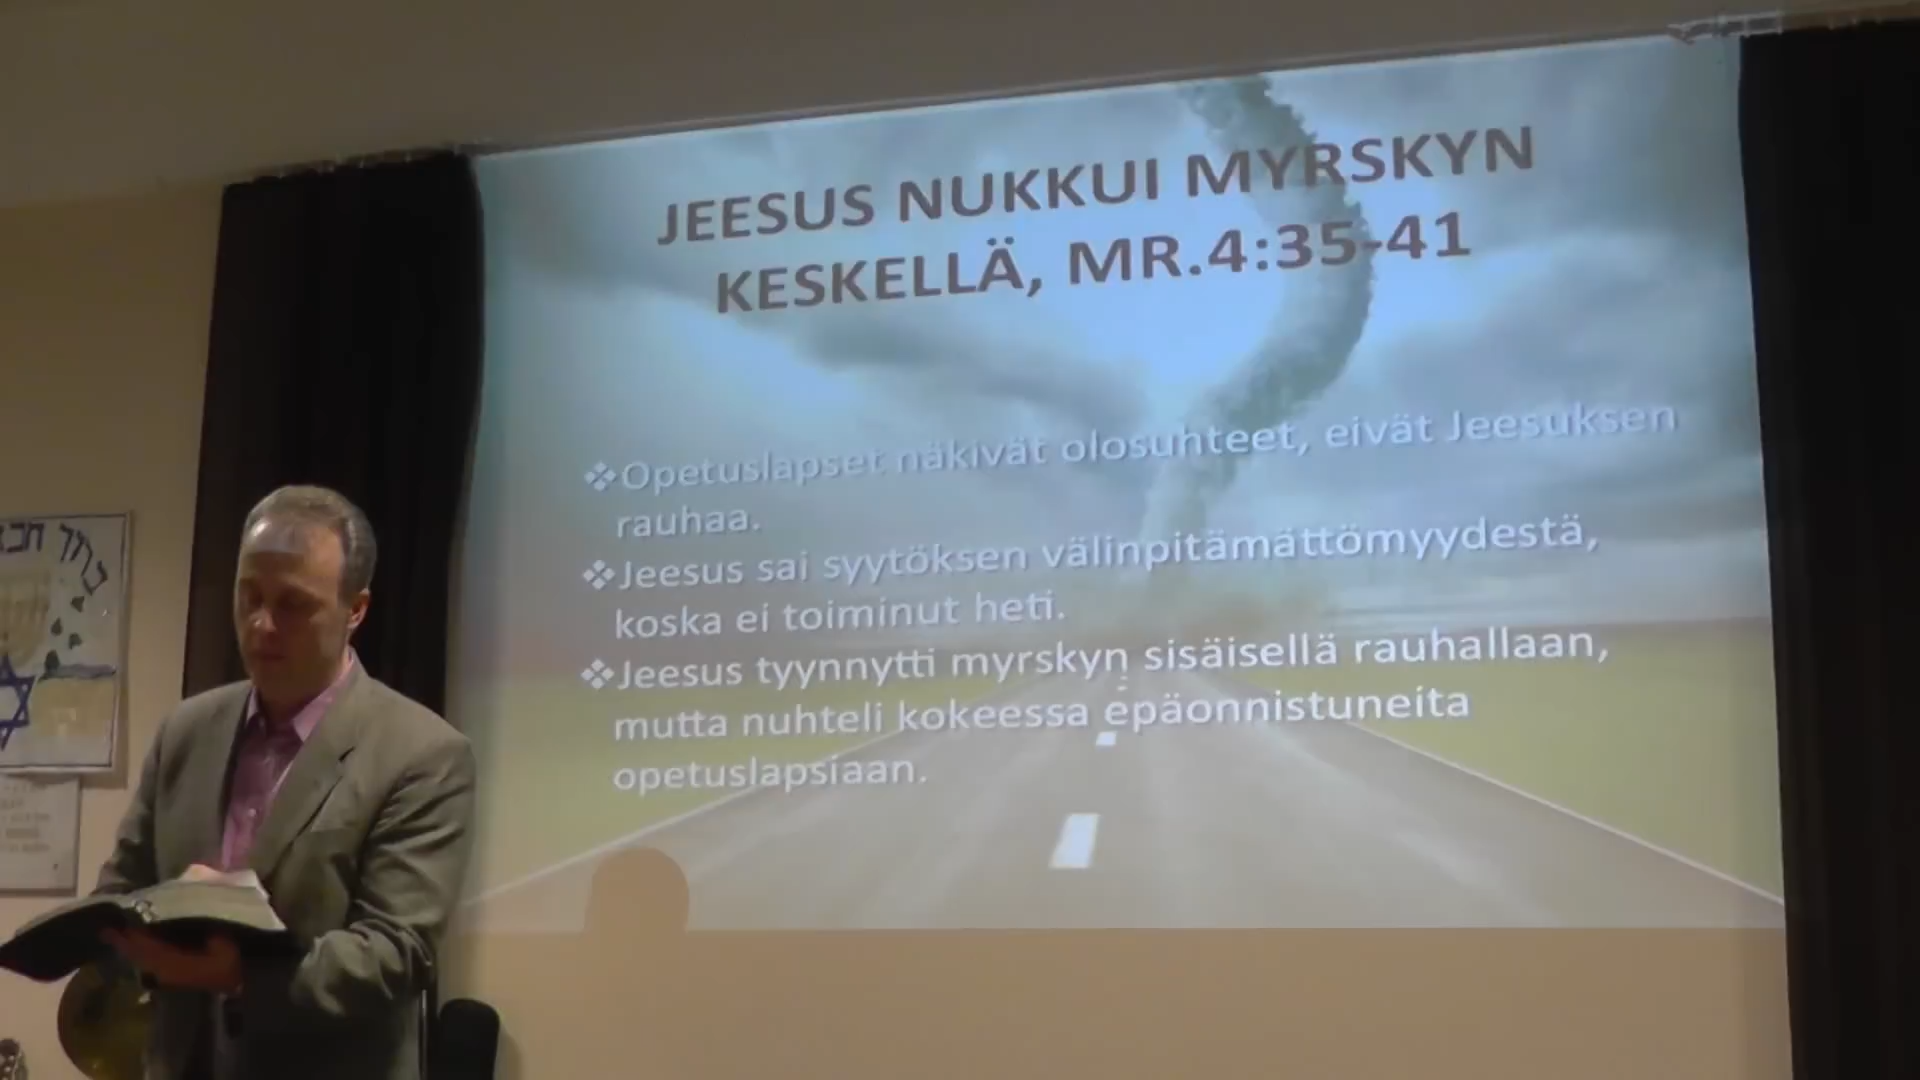 JEESUS NUKKUI MYRSKYN
KESKELLÄ, MR.4:35-41
❖Opetuslapset näkivät olosuhteet, eivät Jeesuksen
rauhaa.
❖Jeesus sai syytöksen välinpitämättömyydestä,
koska ei toiminut heti.
❖Jeesus tyynnytti myrskyn sisäisellä rauhallaan,
mutta nuhteli kokeessa epäonnistuneita
opetuslapsiaan.
ברוך